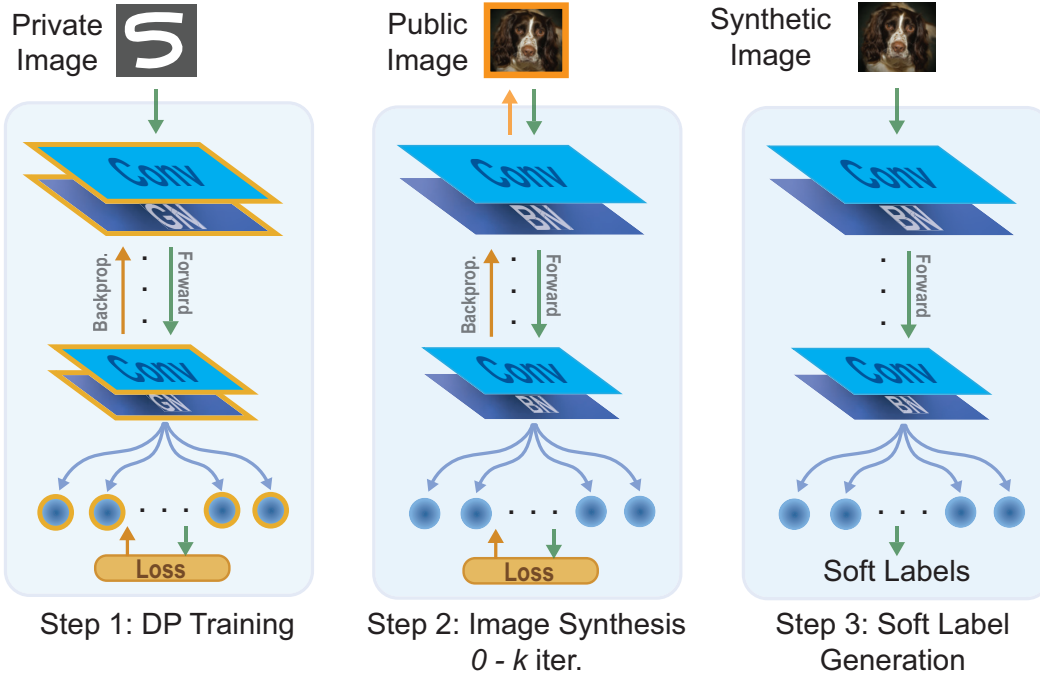 Private
Image
S
Conv
GN
Backprop.
Forward
Conv
GN
Loss
Step 1: DP Training
Public
Image
Conv
BN
Backprop.
Forward
Conv
BN
Loss
Step 2: Image Synthesis
0 - k iter.
Synthetic
Image
Conv
BN
Forward
Conv
BN
Soft Labels
Step 3: Soft Label
Generation